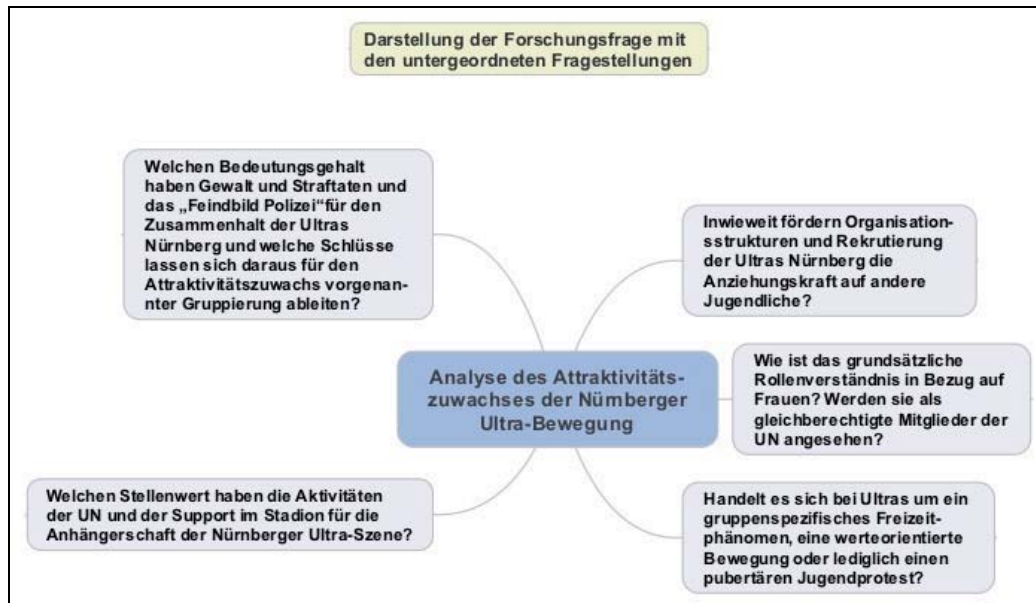 Darstellung der Forschungsfrage mit
den untergeordneten Fragestellungen
Welchen Bedeutungsgehalt
haben Gewalt und Straftaten und
das „Feindbild Polizei“für den
Zusammenhalt der Ultras
Nürnberg und welche Schlüsse
lassen sich daraus für den
Attraktivitätszuwachs vorgenan-
nter Gruppierung ableiten?
Inwieweit fördern Organisation-
sstrukturen und Rekrutierung
der Ultras Nürnberg die
Anziehungskraft auf andere
Jugendliche?
Analyse des Attraktivitäts-
zuwachses der Nürnberger
Ultra-Bewegung
Wie ist das grundsätzliche
Rollenverständnis in Bezug auf
Frauen? Werden sie als
gleichberechtigte Mitglieder der
UN angesehen?
Welchen Stellenwert haben die Aktivitäten
der UN und der Support im Stadion für die
Anhängerschaft der Nürnberger Ultra-Szene?
Handelt es sich bei Ultras um ein
gruppenspezifisches Freizeit-
phänomen, eine werteorientierte
Bewegung oder lediglich einen
pubertären Jugendprotest?